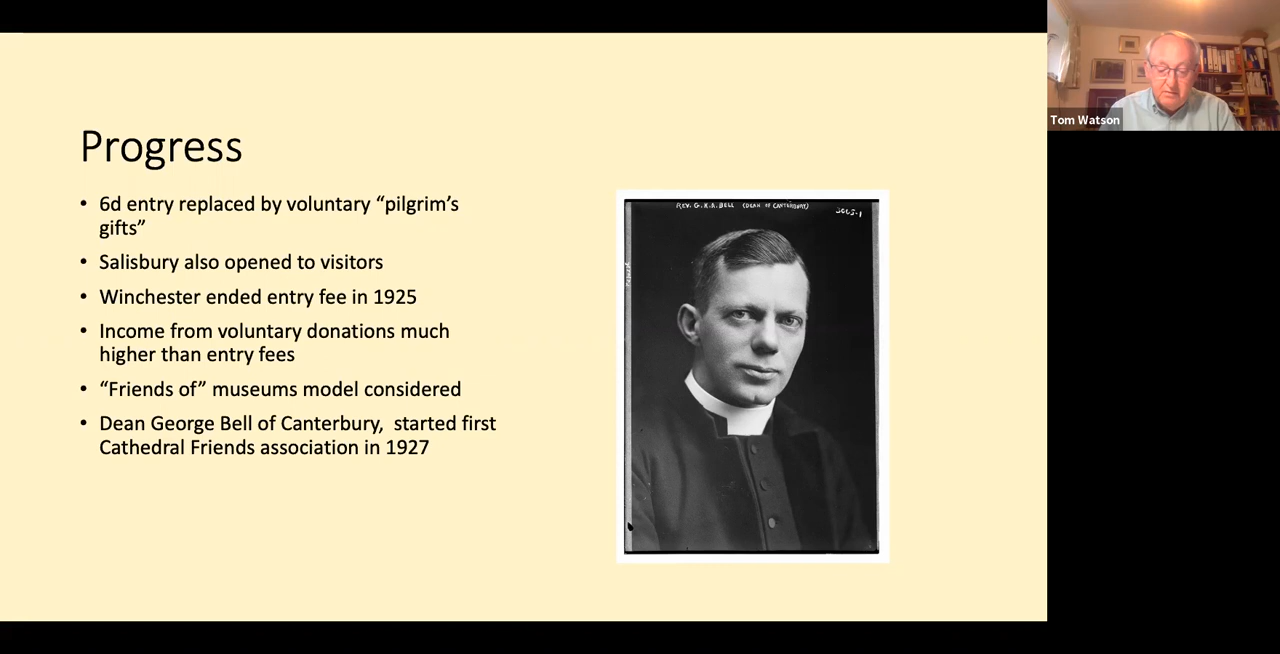 Progress
• 6d entry replaced by voluntary “pilgrim’s
gifts”
• Salisbury also opened to visitors
• Winchester ended entry fee in 1925
• Income from voluntary donations much
higher than entry fees
• “Friends of” museums model considered
• Dean George Bell of Canterbury,  started first
Cathedral Friends association in 1927
REV. G.K.A. BELL (DEAN OF CANTERBURY)
Tom Watson